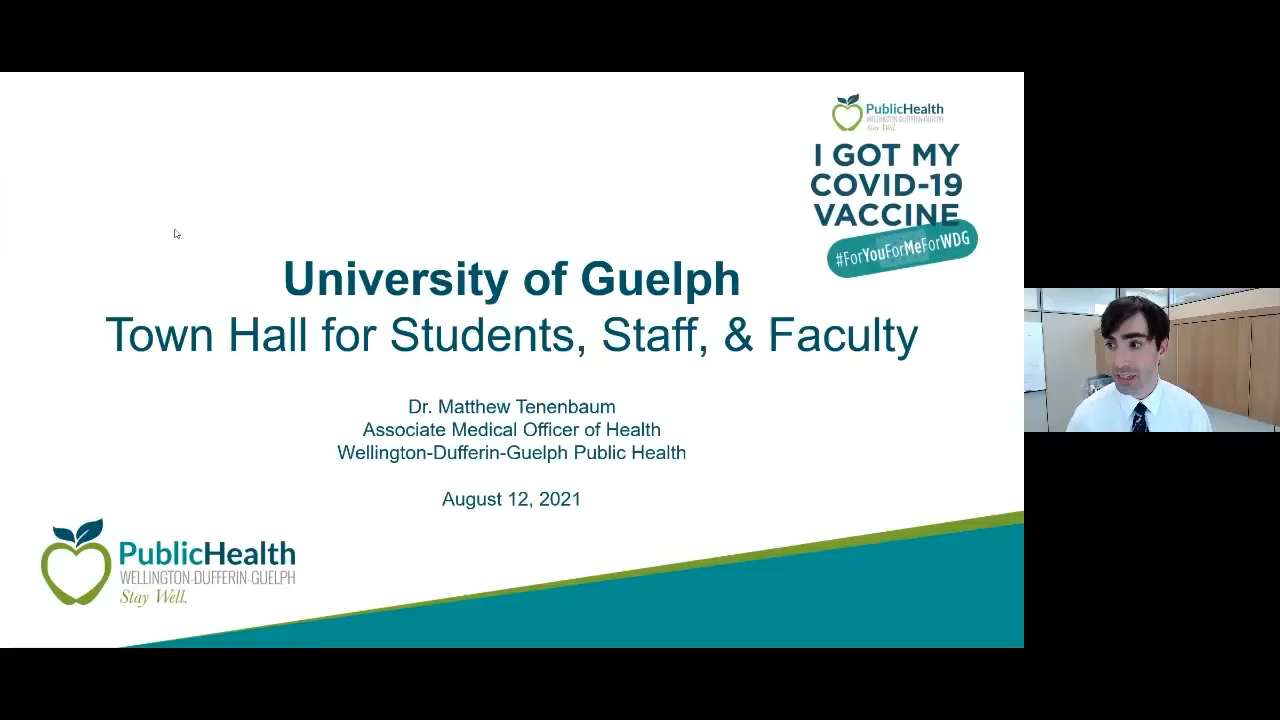 PublicHealth
WELLINGTON-DUFFERIN-GUELPH
Stay Well.
I GOT MY
COVID-19
VACCINE
#ForYouForMeForWDG
University of Guelph
Town Hall for Students, Staff, & Faculty
Dr. Matthew Tenenbaum
Associate Medical Officer of Health
Wellington-Dufferin-Guelph Public Health
August 12, 2021
PublicHealth
WELLINGTON-DUFFERIN-GUELPH
Stay Well.